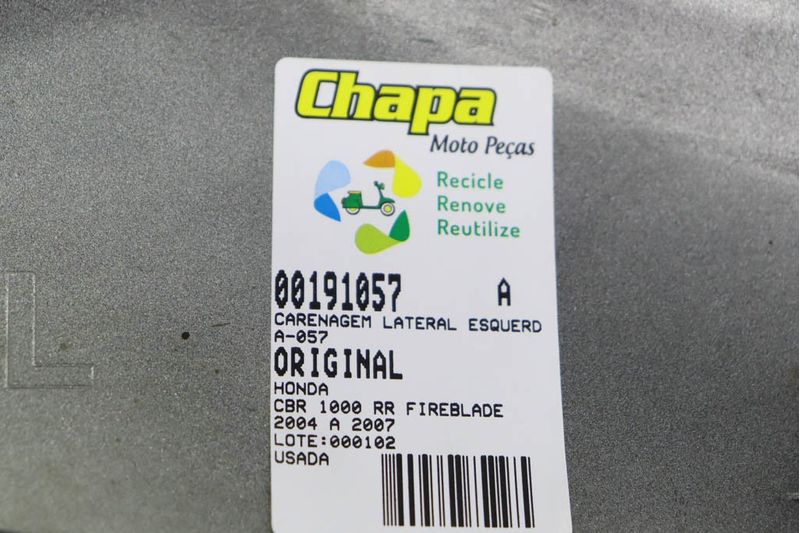 Chapa
Moto Peças
Recicle
Renove
Reutilize
00191057 A
CARENAGEM LATERAL ESQUERD
A-057
ORIGINAL
HONDA
CBR 1000 RR FIREBLADE
2004 A 2007
LOTE:000102
USADA
L